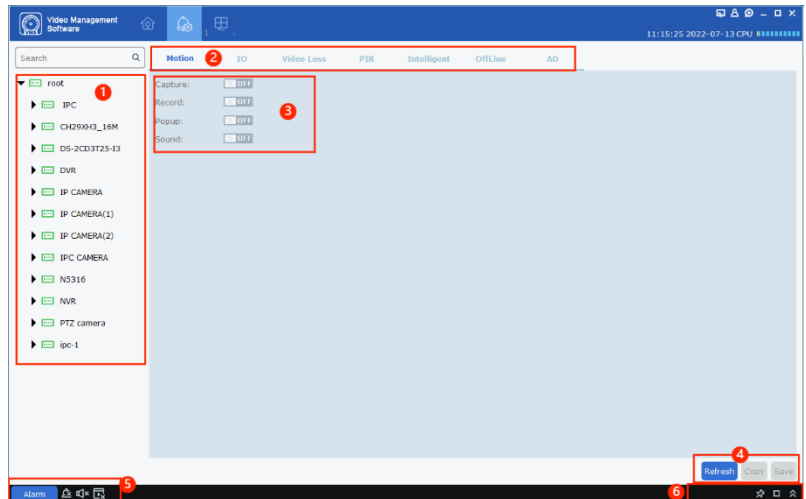 Video Management
Software
1
11:15:25 2022-07-13 CPU
Search
Motion
2
IO
Video Loss
PIR
Intelligent
OffLine
AD
root
1
IPC
CH29XH3_16M
DS-2CD3T25-I3
DVR
IP CAMERA
IP CAMERA(1)
IP CAMERA(2)
IPC CAMERA
N5316
NVR
PTZ camera
ipc-1
Capture: OFF
Record: OFF
3
Popup: OFF
Sound: OFF
4
Refresh Copy Save
Alarm
5
6